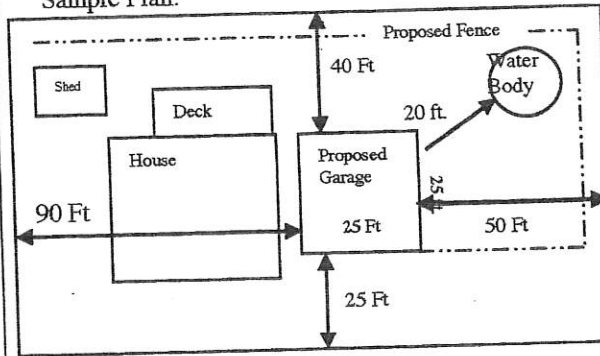 Sample Plan:
Proposed Fence
Shed
Deck
40 Ft
Water
Body
20 ft.
House
Proposed
Garage
25 Ft
25 ft
90 Ft
50 Ft
25 Ft